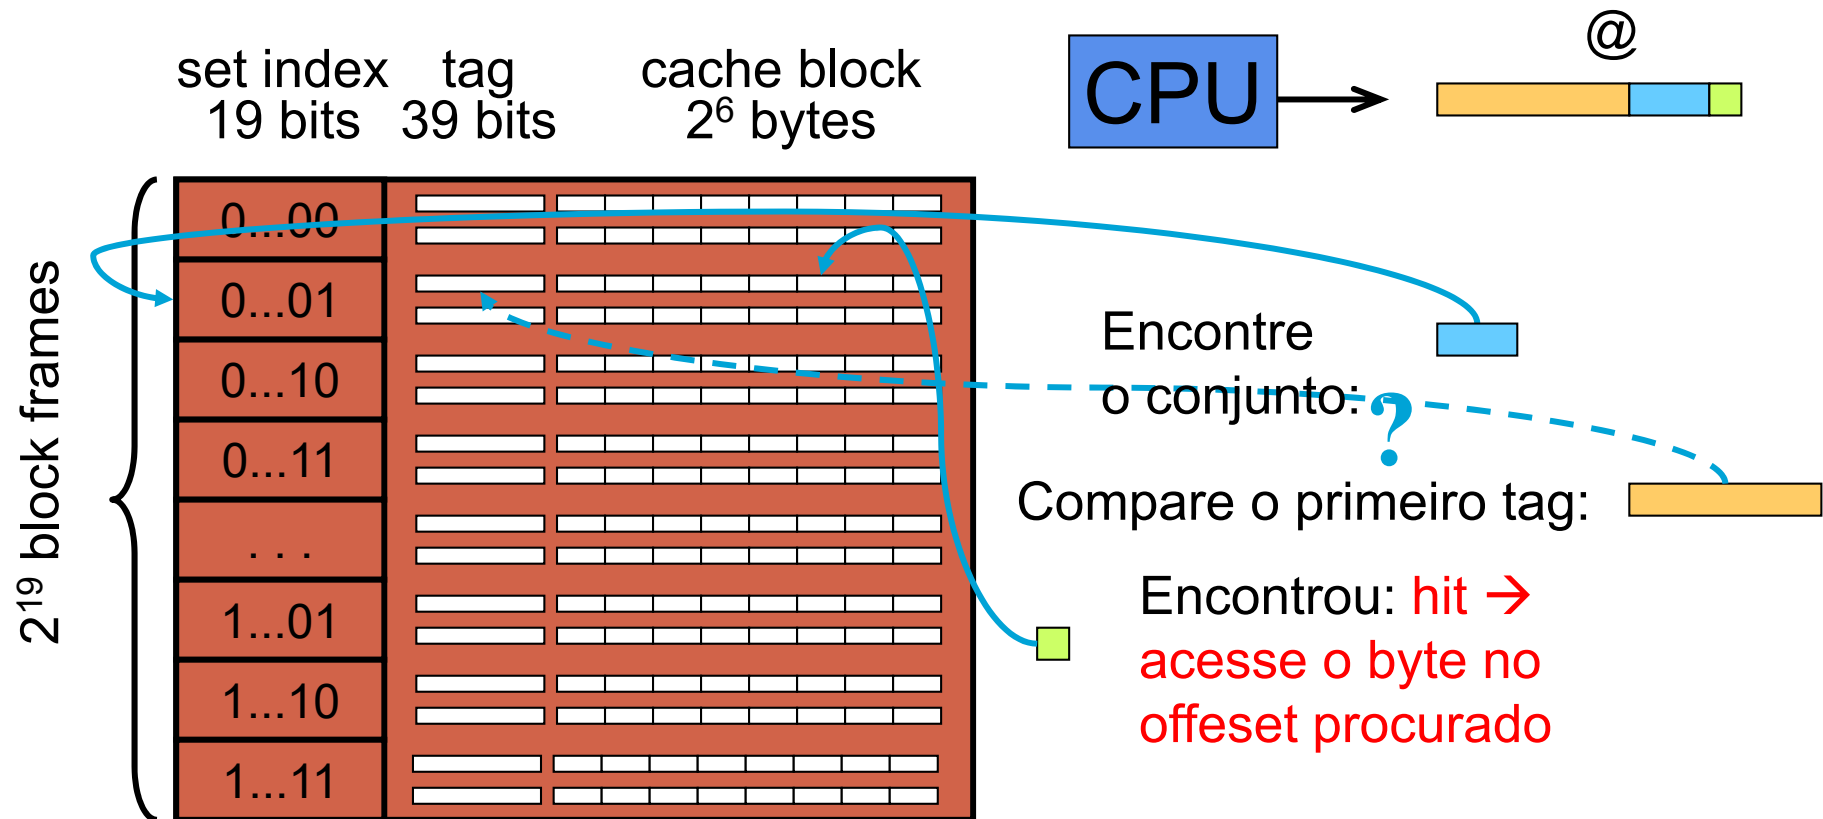 @
set index tag cache block
19 bits 39 bits 2⁶ bytes
CPU
2¹⁹ block frames
0...00
0...01
0...10
0...11
. . .
1...01
1...10
1...11
Encontre
o conjunto:
?
Compare o primeiro tag:
Encontrou: hit →
acesse o byte no
offeset procurado